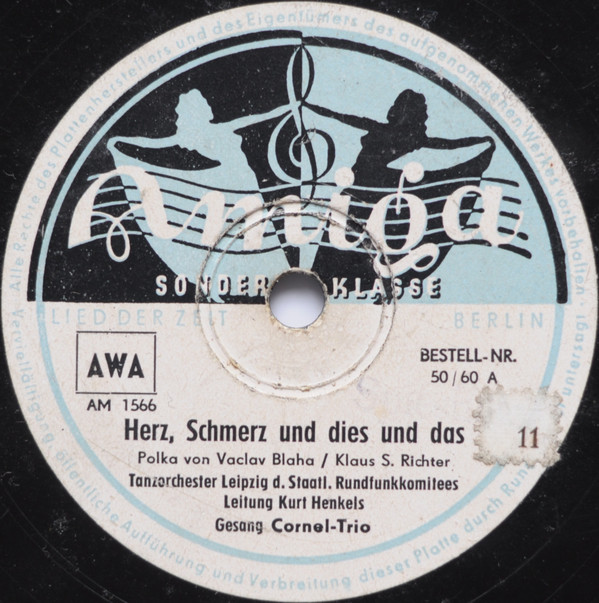 Alle Rechte des Plattenherstellers und des Eigentümers des aufgenommenen Werkes vorbehalten
untersagt
öffentliche Aufführung und Verbreitung dieser Platte durch
Amiga
SONDER KLASSE
LIED DER ZEIT BERLIN
AWA
AM 1566
BESTELL-NR.
50/60 A
Herz, Schmerz und dies und das
11
Polka von Vaclav Blaha / Klaus S. Richter
Tanzorchester Leipzig d. Staatl. Rundfunkkomitees
Leitung Kurt Henkels
Gesang Cornel-Trio